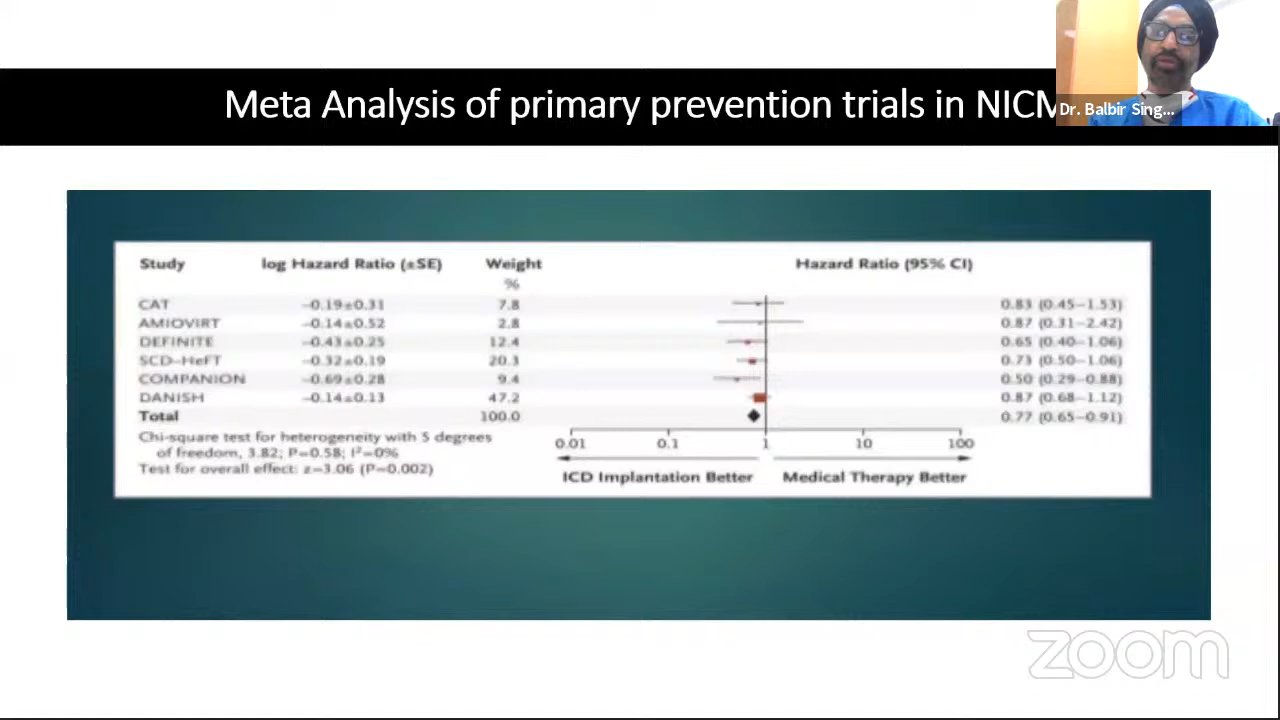 Meta Analysis of primary prevention trials in NICM
Dr. Balbir Sing...
Study log Hazard Ratio (±SE) Weight Hazard Ratio (95% CI)
%
CAT −0.19±0.31 7.8 0.83 (0.45–1.53)
AMIOVIRT −0.14±0.52 2.8 0.87 (0.31–2.42)
DEFINITE −0.43±0.25 12.4 0.65 (0.40–1.06)
SCD-HeFT −0.32±0.19 20.3 0.73 (0.50–1.06)
COMPANION −0.69±0.28 9.4 0.50 (0.29–0.88)
DANISH −0.14±0.13 47.2 0.87 (0.68–1.12)
Total 100.0 0.77 (0.65–0.91)
Chi-square test for heterogeneity with 5 degrees
of freedom, 3.82; P=0.58; I²=0%
Test for overall effect: z=3.06 (P=0.002)
0.01 0.1 1 10 100
ICD Implantation Better Medical Therapy Better
zoom